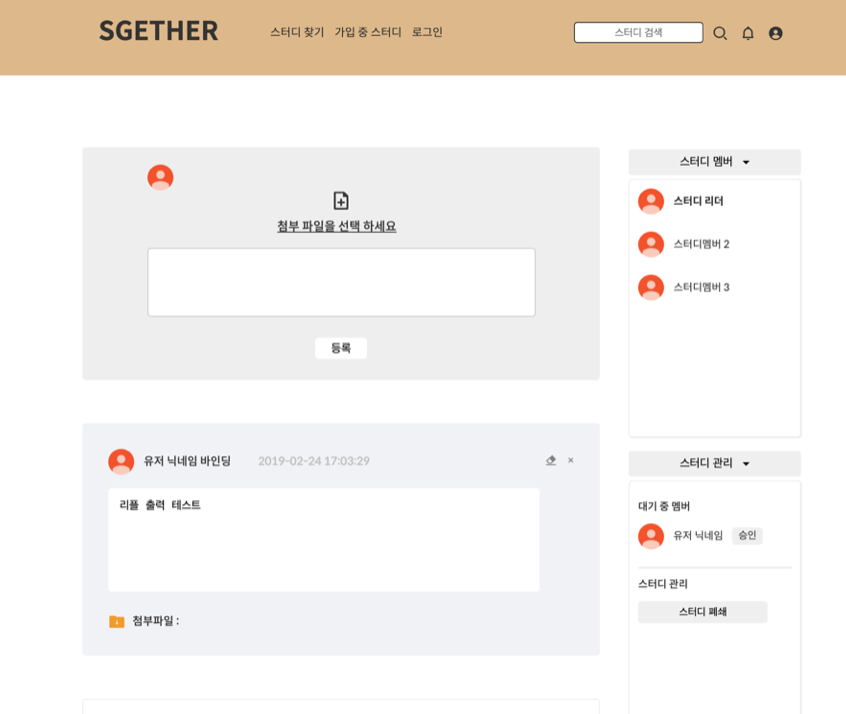 SGETHER
스터디 찾기 가입 중 스터디 로그인
스터디 검색
첨부 파일을 선택 하세요
등록
유저 닉네임 바인딩 2019-02-24 17:03:29 ×
리플 출력 테스트
첨부파일 :
스터디 멤버
스터디 리더
스터디멤버 2
스터디멤버 3
스터디 관리
대기 중 멤버
유저 닉네임 승인
스터디 관리
스터디 폐쇄